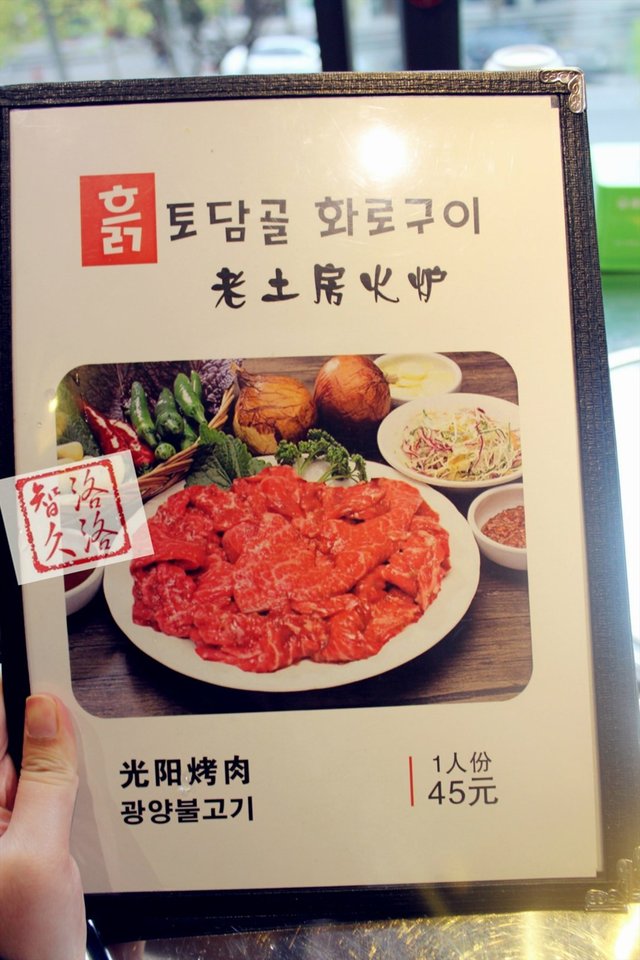 흙 토담골 화로구이
老土房火炉
智久洛洛
光阳烤肉
광양불고기
1人份
45元